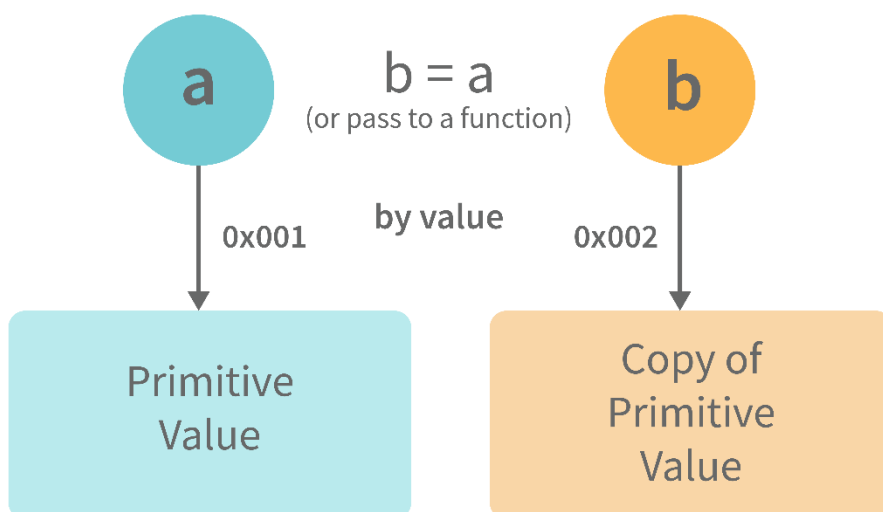 a
b = a
(or pass to a function)
b
by value
0x001
0x002
Primitive
Value
Copy of
Primitive
Value